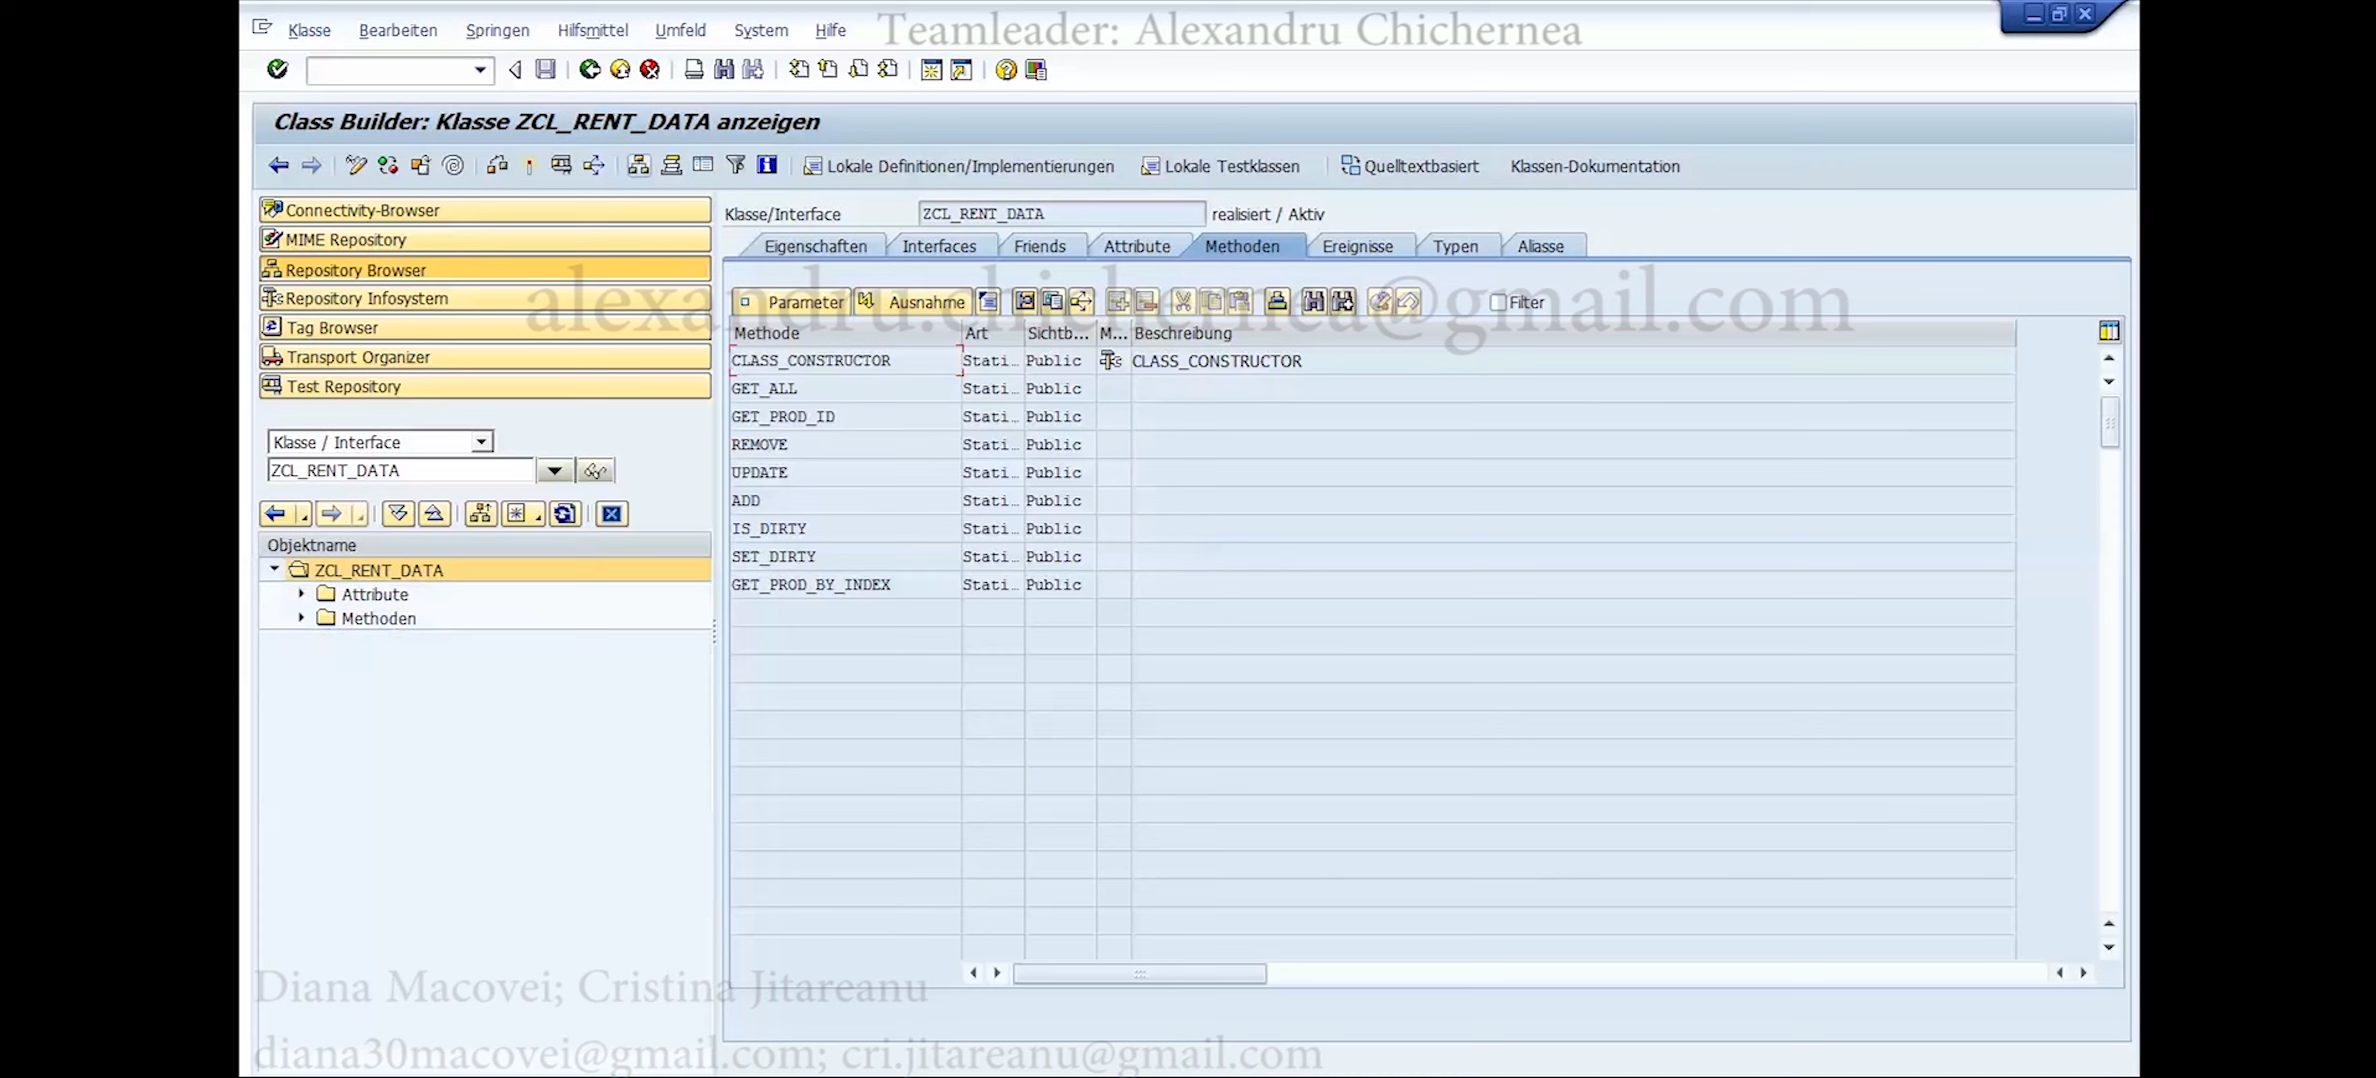 Klasse Bearbeiten Springen Hilfsmittel Umfeld System Hilfe
Teamleader: Alexandru Chichernea
Class Builder: Klasse ZCL_RENT_DATA anzeigen
Lokale Definitionen/Implementierungen Lokale Testklassen Quelltextbasiert Klassen-Dokumentation
Connectivity-Browser
MIME Repository
Repository Browser
Repository Infosystem
Tag Browser
Transport Organizer
Test Repository
Klasse / Interface
ZCL_RENT_DATA
Objektname
ZCL_RENT_DATA
Attribute
Methoden
Klasse/Interface ZCL_RENT_DATA realisiert / Aktiv
Eigenschaften Interfaces Friends Attribute Methoden Ereignisse Typen Aliasse
alexandru.chichernea@gmail.com
Parameter Ausnahme Filter
Methode Art Sichtb... M... Beschreibung
CLASS_CONSTRUCTOR Stati... Public CLASS_CONSTRUCTOR
GET_ALL Stati... Public
GET_PROD_ID Stati... Public
REMOVE Stati... Public
UPDATE Stati... Public
ADD Stati... Public
IS_DIRTY Stati... Public
SET_DIRTY Stati... Public
GET_PROD_BY_INDEX Stati... Public
Diana Macovei; Cristina Jitareanu
diana30macovei@gmail.com; cri.jitareanu@gmail.com